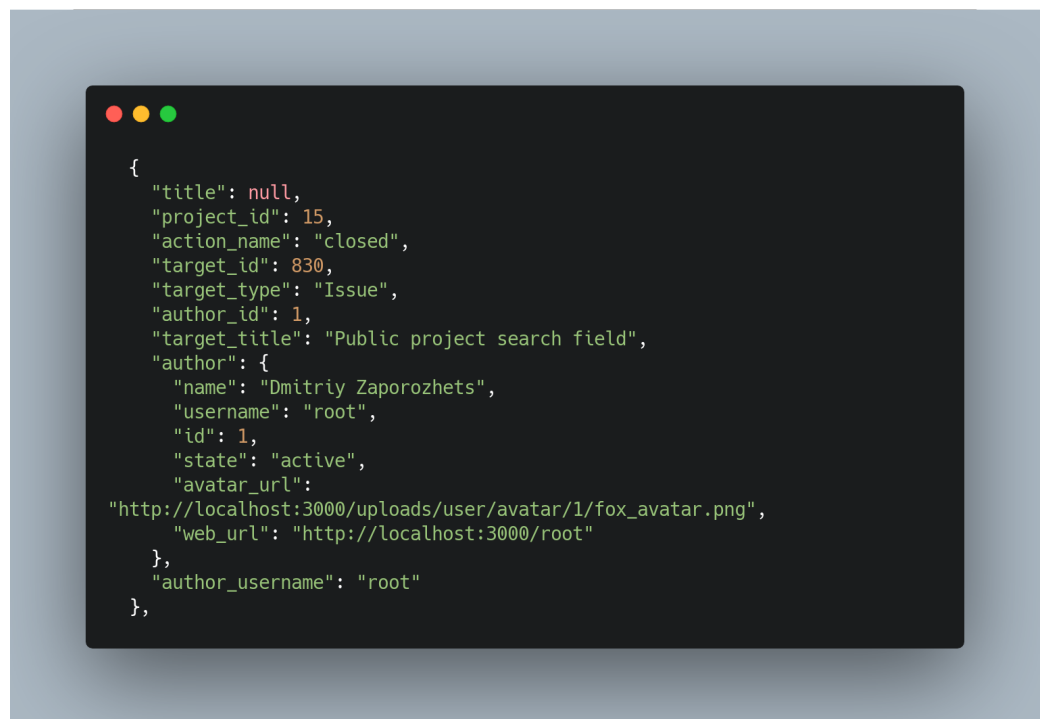 {
"title": null,
"project_id": 15,
"action_name": "closed",
"target_id": 830,
"target_type": "Issue",
"author_id": 1,
"target_title": "Public project search field",
"author": {
"name": "Dmitriy Zaporozhets",
"username": "root",
"id": 1,
"state": "active",
"avatar_url":
"http://localhost:3000/uploads/user/avatar/1/fox_avatar.png",
"web_url": "http://localhost:3000/root"
},
"author_username": "root"
},